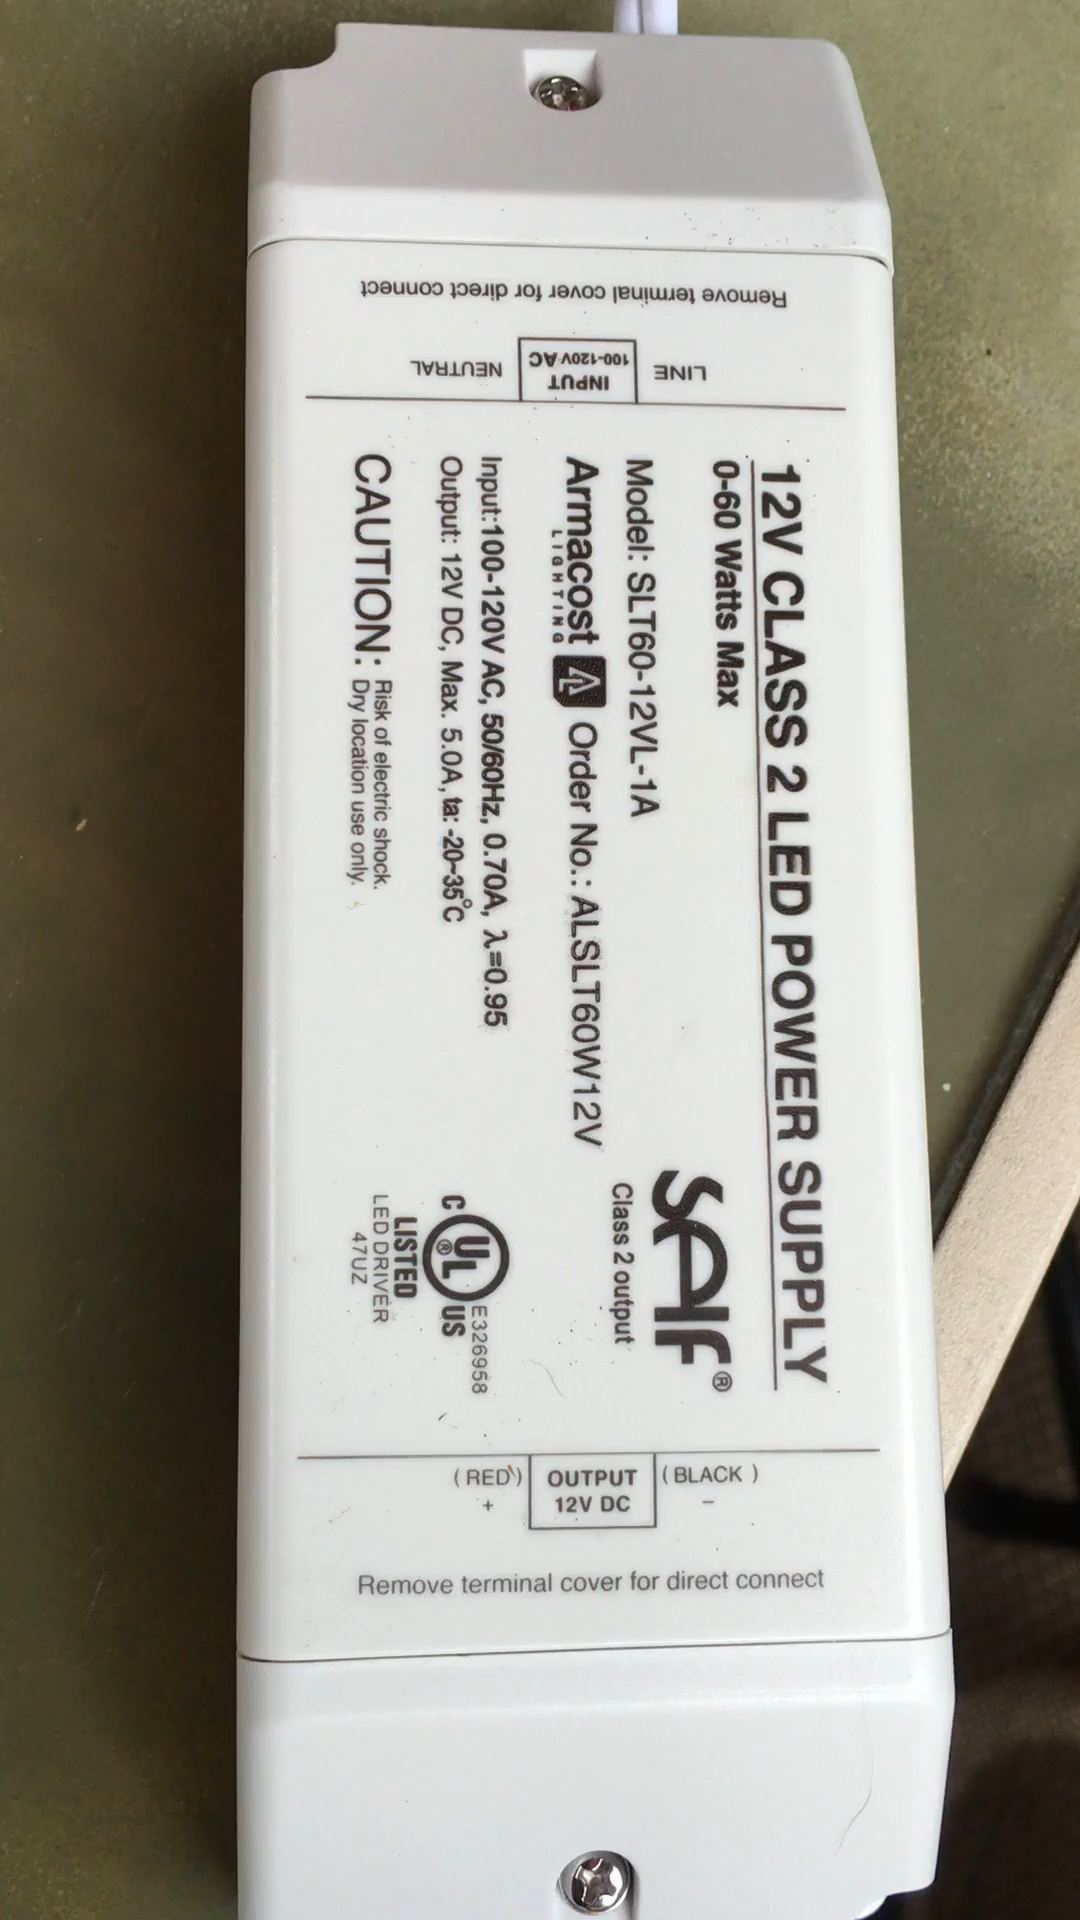 Remove terminal cover for direct connect
LINE
INPUT
100-120V AC
NEUTRAL
12V CLASS 2 LED POWER SUPPLY
0-60 Watts Max
Model: SLT60-12VL-1A
Armacost
LIGHTING
Order No.: ALSLT60W12V
Input:100-120V AC, 50/60Hz, 0.70A, λ=0.95
Output: 12V DC, Max. 5.0A, ta: -20~35°C
CAUTION: Risk of electric shock.
Dry location use only.
SELF®
Class 2 output
C UL® US
E326958
LISTED
LED DRIVER
47UZ
(RED) OUTPUT (BLACK)
+ 12V DC −
Remove terminal cover for direct connect